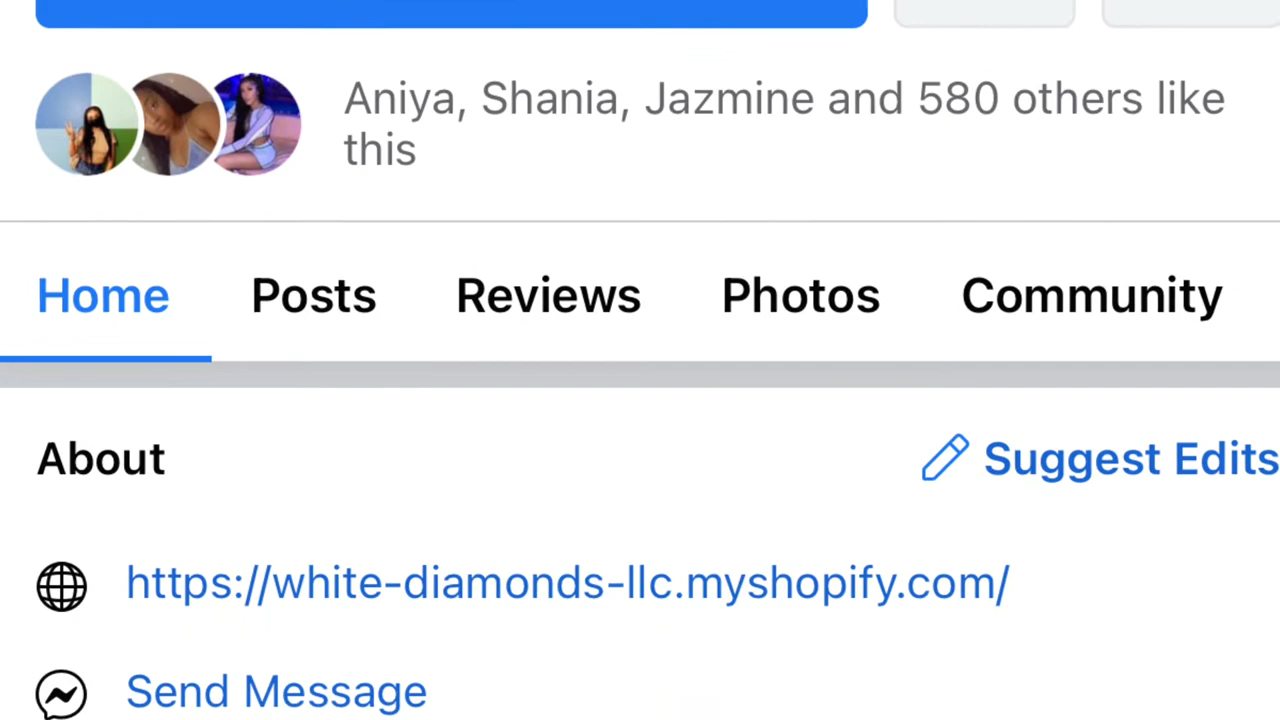 Aniya, Shania, Jazmine and 580 others like
this
Home Posts Reviews Photos Community
About Suggest Edits
https://white-diamonds-llc.myshopify.com/
Send Message